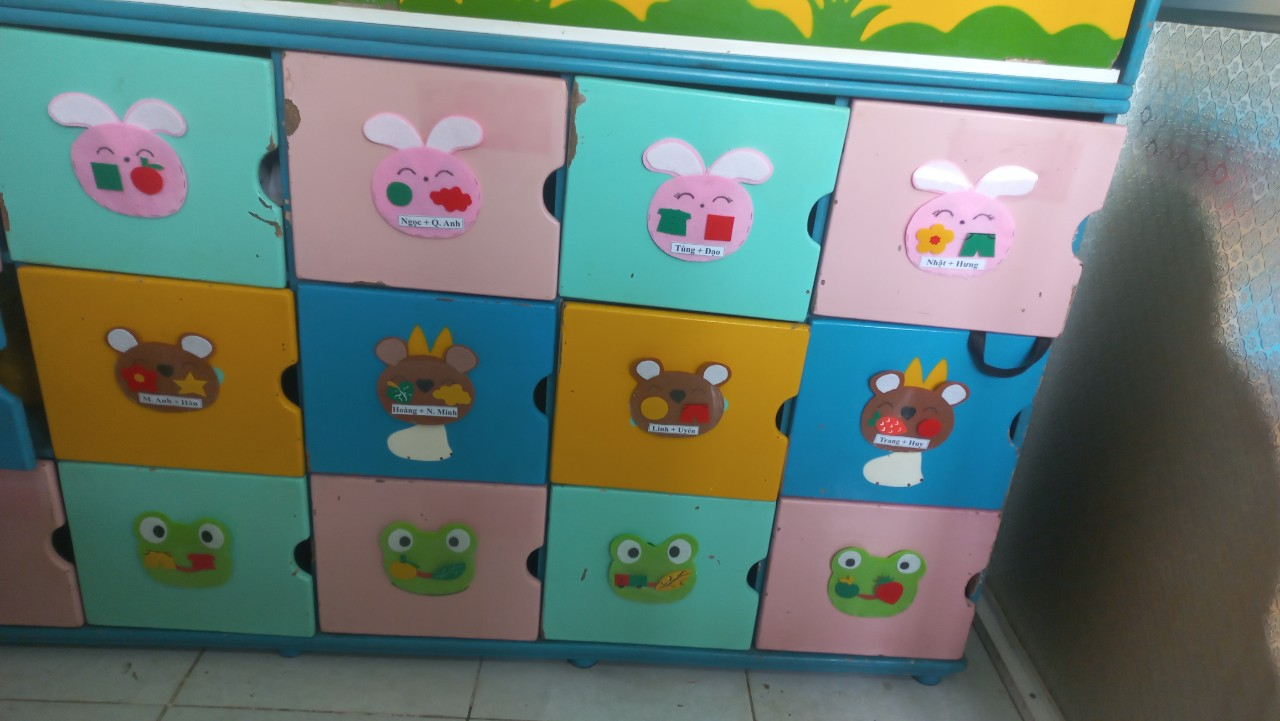 Ngọc + Q. Anh
Tùng + Đạo
Nhật + Hưng
M. Anh + Hân
Hoàng + N. Minh
Linh + Uyên
Trang + Huy